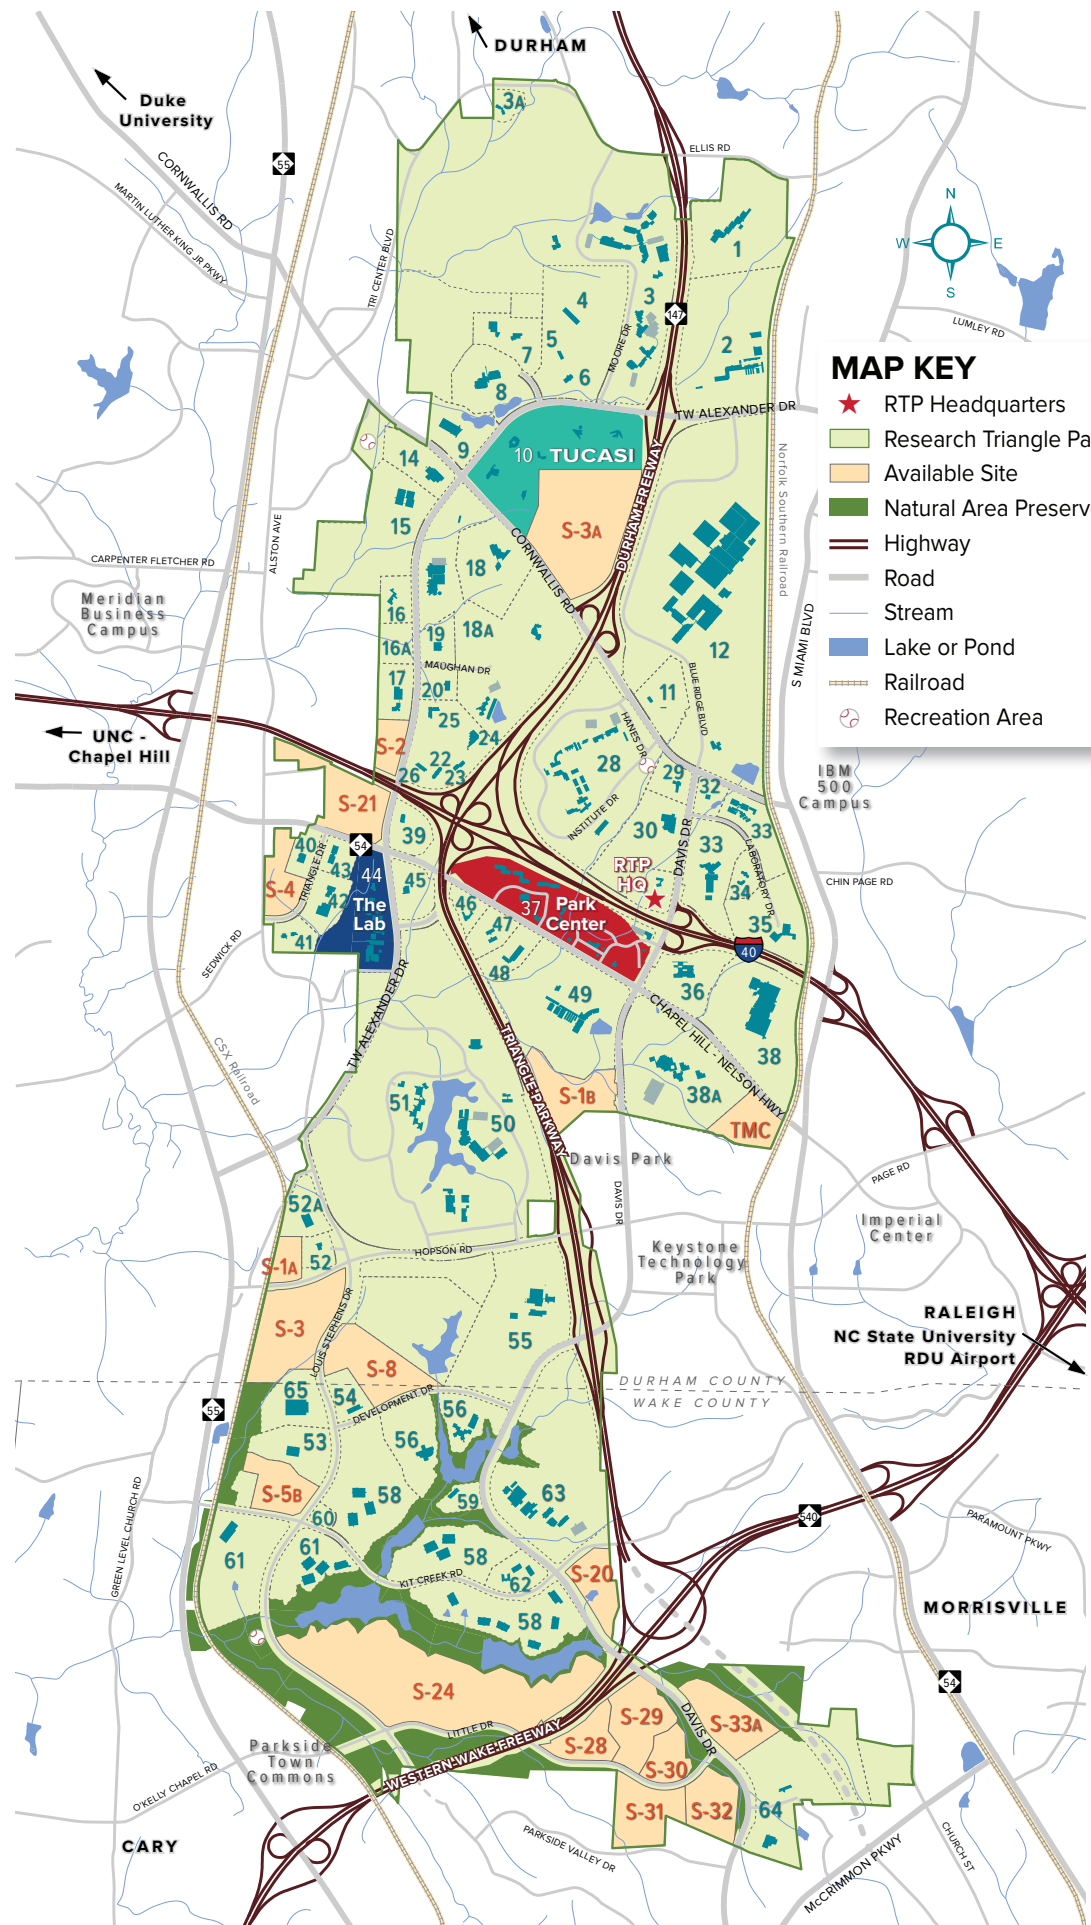 DURHAM
Duke
University
3A
ELLIS RD
55
CORNWALLIS RD
MARTIN LUTHER KING JR PKWY
TRI CENTER BLVD
N
W
E
S
1
4
3
147
5
7
MOORE DR
2
6
8
LUMLEY RD
MAP KEY
RTP Headquarters
Research Triangle Pa
Available Site
Natural Area Preserv
Highway
Road
Stream
Lake or Pond
Railroad
Recreation Area
TW ALEXANDER DR
9
10 TUCASI
14
15
S-3A
DURHAM FREEWAY
Norfolk Southern Railroad
ALSTON AVE
CARPENTER FLETCHER RD
Meridian
Business
Campus
CORNWALLIS RD
18
16
19
18A
16A
12
S MIAMI BLVD
MAUGHAN DR
17
20
11
BLUE RIDGE BLVD
25
HANES DR
24
UNC -
Chapel Hill
S-2
22
26
23
28
29
32
IBM
500
Campus
S-21
INSTITUTE DR
39
30
DAVIS DR
33
33
LABORATORY DR
54
40
TRIANGLE DR
43
44
45
RTP
HQ
CHIN PAGE RD
S-4
42
The
Lab
46
37
Park
Center
34
35
41
47
40
SEDWICK RD
48
49
36
TW ALEXANDER DR
CHAPEL HILL - NELSON HWY
38
CSX Railroad
TRIANGLE PARKWAY
S-1B
38A
TMC
51
50
Davis Park
PAGE RD
52A
DAVIS DR
Imperial
Center
Keystone
Technology
Park
HOPSON RD
S-1A
52
RALEIGH
NC State University
RDU Airport
S-3
LOUIS STEPHENS DR
55
S-8
DURHAM COUNTY
WAKE COUNTY
65
54
DEVELOPMENT DR
55
56
53
56
S-5B
58
59
63
GREEN LEVEL CHURCH RD
60
540
PARAMOUNT PKWY
61
61
58
KIT CREEK RD
62
S-20
58
MORRISVILLE
S-24
54
S-29
DAVIS DR
S-33A
LITTLE DR
Parkside
Town
Commons
S-28
WESTERN WAKE FREEWAY
S-30
O'KELLY CHAPEL RD
S-31
S-32
64
CARY
PARKSIDE VALLEY DR
CHURCH ST
McCRIMMON PKWY